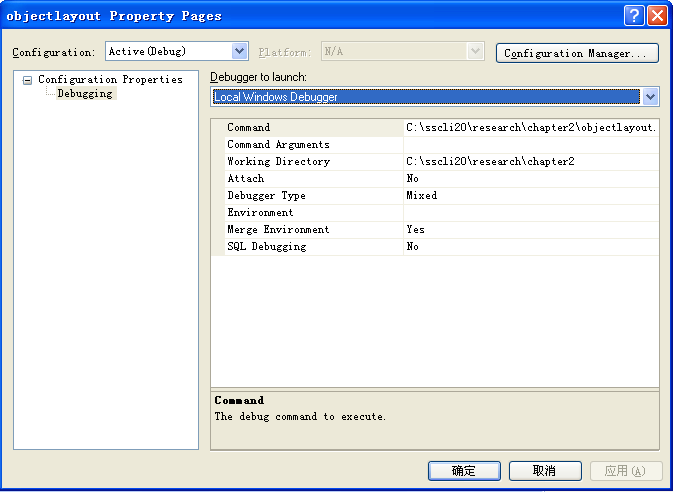 objectlayout Property Pages
Configuration: Active(Debug) Platform: N/A Configuration Manager...
Configuration Properties
Debugging
Debugger to launch:
Local Windows Debugger
Command C:\sscli20\research\chapter2\objectlayout.
Command Arguments
Working Directory C:\sscli20\research\chapter2
Attach No
Debugger Type Mixed
Environment
Merge Environment Yes
SQL Debugging No
Command
The debug command to execute.
确定 取消 应用(A)